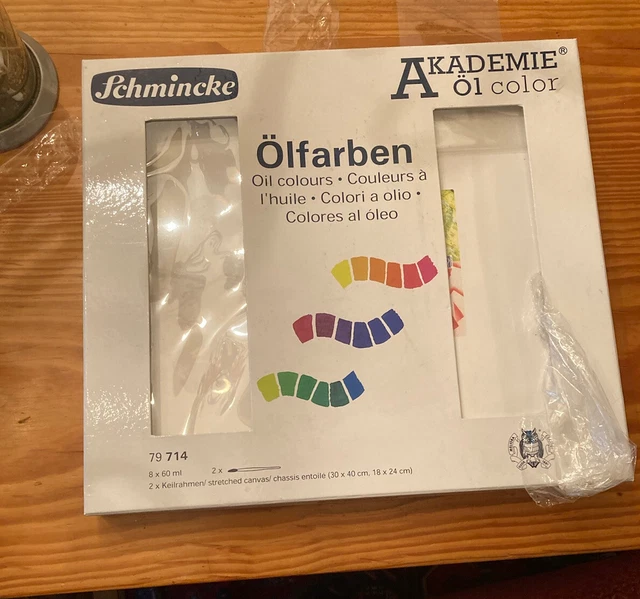 Schmincke
AKADEMIE®
Öl color
Ölfarben
Oil colours • Couleurs à
l'huile • Colori a olio •
Colores al óleo
79 714
8 x 60 ml 2 x
2 x Keilrahmen/ stretched canvas/ chassis entoilé (30 x 40 cm, 18 x 24 cm)